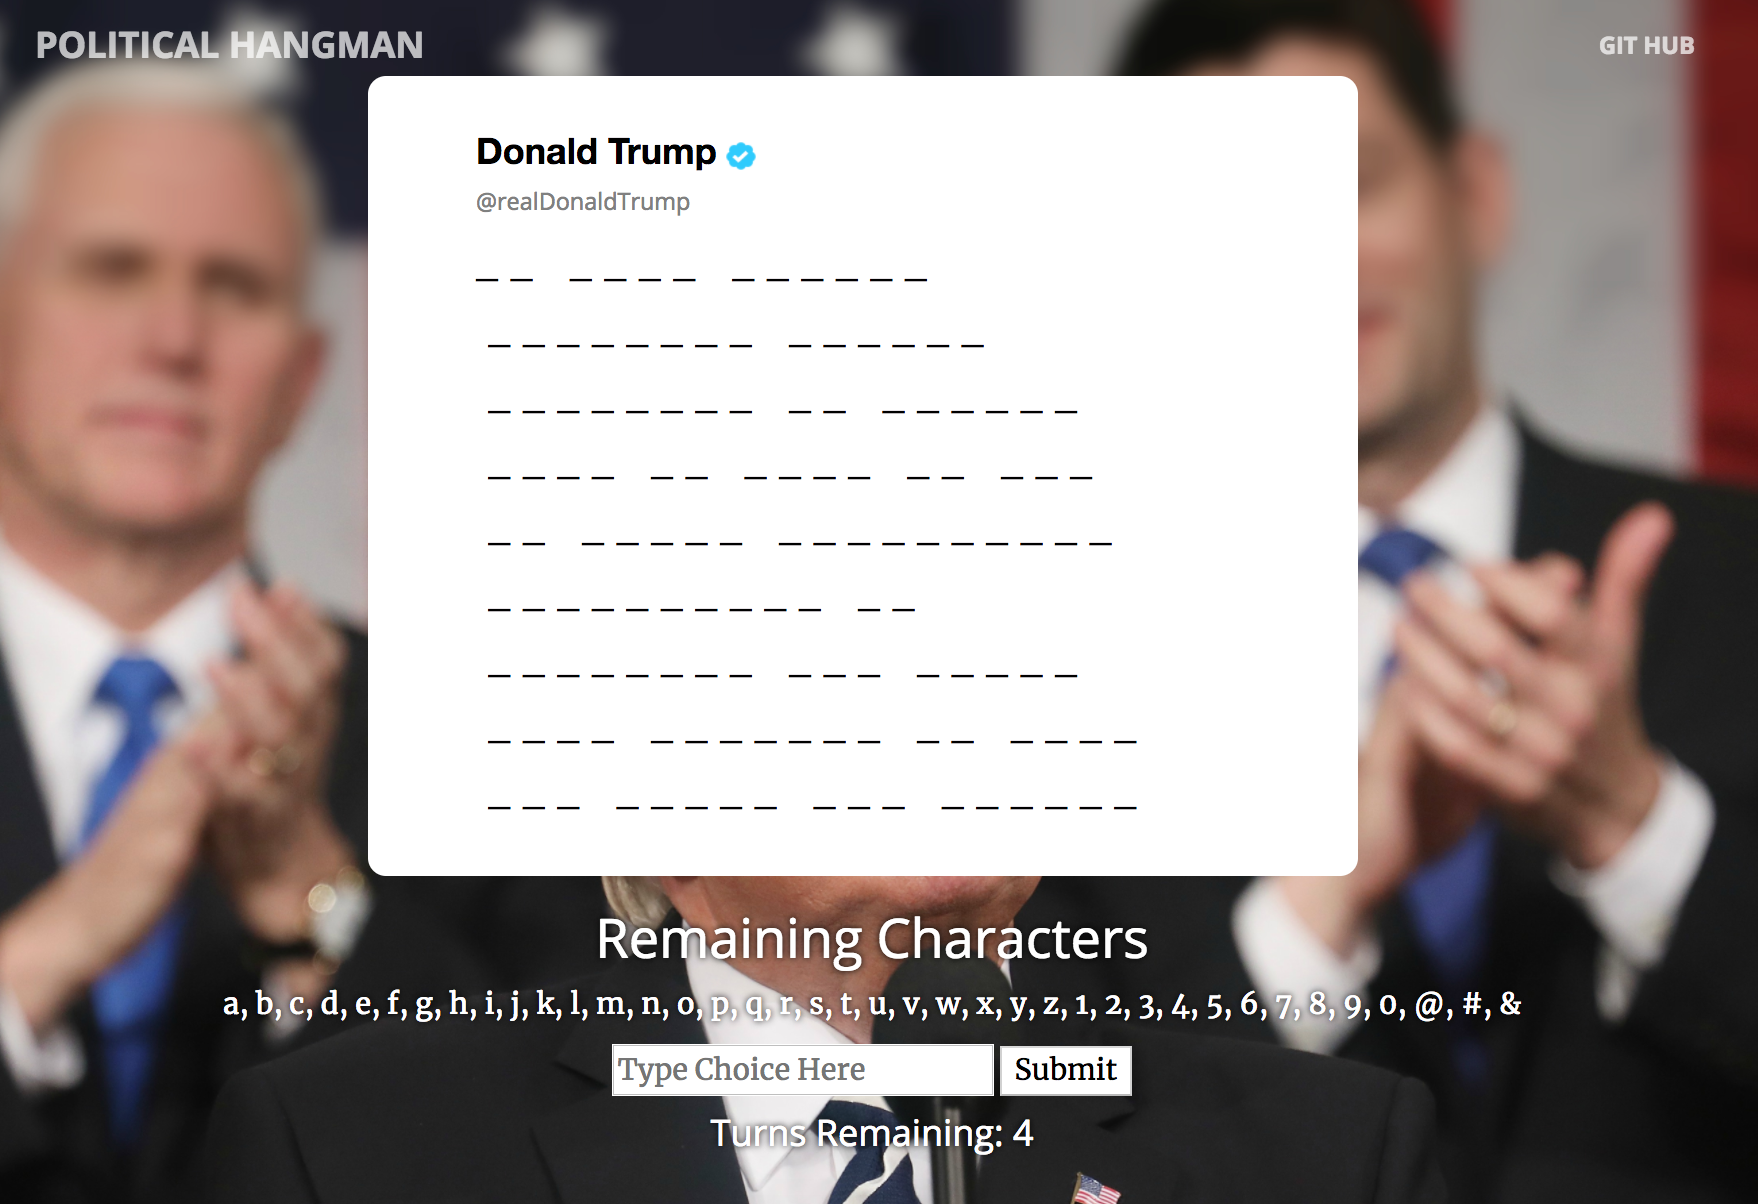 POLITICAL HANGMAN
GIT HUB
Donald Trump
@realDonaldTrump
_ _ _ _ _ _ _ _ _ _ _ _
_ _ _ _ _ _ _ _ _ _ _ _ _ _
_ _ _ _ _ _ _ _ _ _ _ _ _ _ _ _
_ _ _ _ _ _ _ _ _ _ _ _ _ _ _
_ _ _ _ _ _ _ _ _ _ _ _ _ _ _ _ _
_ _ _ _ _ _ _ _ _ _ _ _
_ _ _ _ _ _ _ _ _ _ _ _ _ _ _ _
_ _ _ _ _ _ _ _ _ _ _ _ _ _ _ _ _
_ _ _ _ _ _ _ _ _ _ _ _ _ _ _ _ _
Remaining Characters
a, b, c, d, e, f, g, h, i, j, k, l, m, n, o, p, q, r, s, t, u, v, w, x, y, z, 1, 2, 3, 4, 5, 6, 7, 8, 9, 0, @, #, &
Type Choice Here
Submit
Turns Remaining: 4